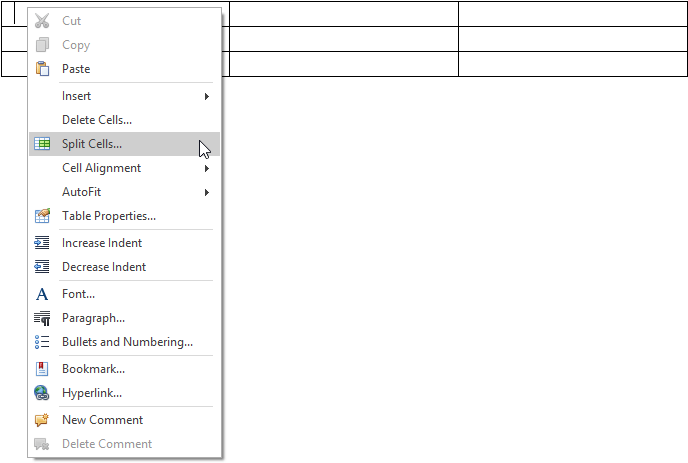 Cut
Copy
Paste
Insert
Delete Cells...
Split Cells...
Cell Alignment
AutoFit
Table Properties...
Increase Indent
Decrease Indent
Font...
Paragraph...
Bullets and Numbering...
Bookmark...
Hyperlink...
New Comment
Delete Comment